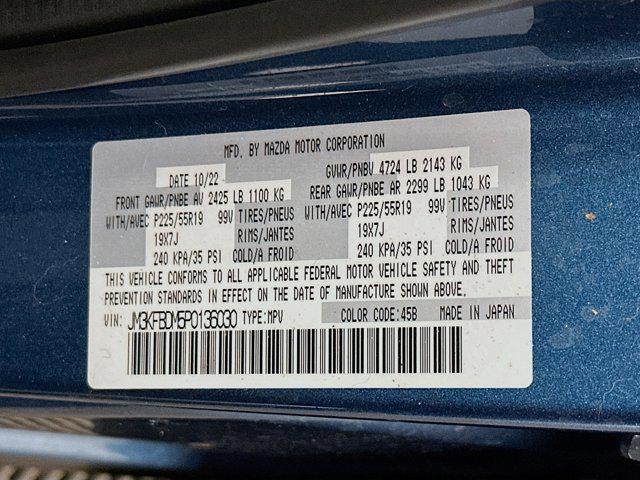 MFD. BY MAZDA MOTOR CORPORATION
DATE 10/22 GVWR/PNBV 4724 LB 2143 KG
FRONT GAWR/PNBE AV 2425 LB 1100 KG REAR GAWR/PNBE AR 2299 LB 1043 KG
WITH/AVEC P225/55R19 99V TIRES/PNEUS WITH/AVEC P225/55R19 99V TIRES/PNEUS
19X7J RIMS/JANTES 19X7J RIMS/JANTES
240 KPA/35 PSI COLD/A FROID 240 KPA/35 PSI COLD/A FROID
THIS VEHICLE CONFORMS TO ALL APPLICABLE FEDERAL MOTOR VEHICLE SAFETY AND THEFT
PREVENTION STANDARDS IN EFFECT ON THE DATE OF MANUFACTURE SHOWN ABOVE.
VIN: JM3KFBDM5P0136030 TYPE:MPV COLOR CODE:45B MADE IN JAPAN